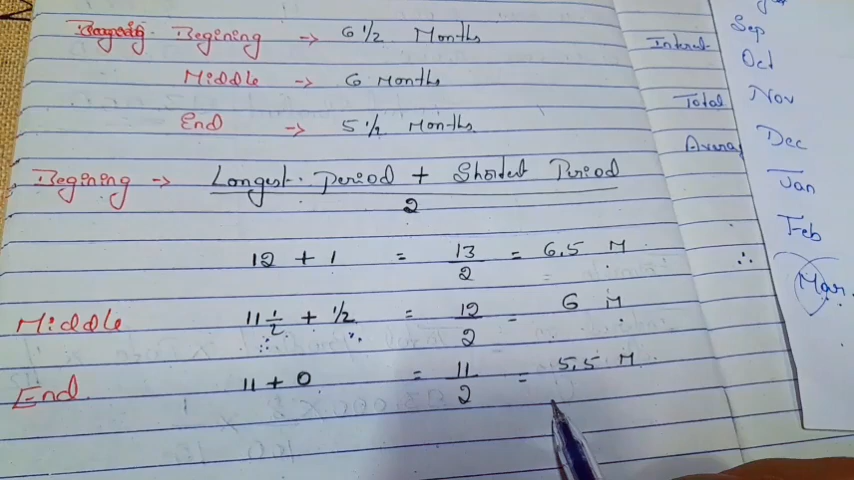 Begining → 6 1/2 Months
Middle → 6 Months
End → 5 1/2 Months
Begining → Longest Period + Shortest Period
2
12 + 1 = 13/2 = 6.5 M
Middle 11 1/2 + 1/2 = 12/2 = 6 M
End 11 + 0 = 11/2 = 5.5 M
Interest
Total
Averag
∴
Sep
Oct
Nov
Dec
Jan
Feb
Mar.